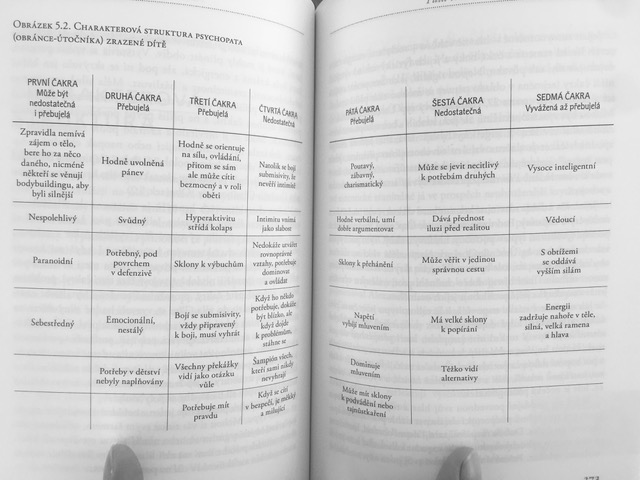 OBRÁZEK 5.2. CHARAKTEROVÁ STRUKTURA PSYCHOPATA
(OBRÁNCE-ÚTOČNÍKA) ZRAZENÉ DÍTĚ
PRVNÍ ČAKRA
Může být
nedostatečná
i přebujelá
Zpravidla nemívá
zájem o tělo,
bere ho za něco
daného, nicméně
někteří se věnují
bodybuildingu, aby
byli silnější
Nespolehlivý
Paranoidní
Sebestředný
DRUHÁ ČAKRA
Přebujelá
Hodně uvolněná
pánev
Svůdný
Potřebný, pod
povrchem
v defenzivě
Emocionální,
nestálý
Potřeby v dětství
nebyly naplňovány
TŘETÍ ČAKRA
Přebujelá
Hodně se orientuje
na sílu, ovládání,
přitom se sám
ale může cítit
bezmocný a v roli
oběti
Hyperaktivitu
střídá kolaps
Sklony k výbuchům
Bojí se submisivity,
vždy připravený
k boji, musí vyhrát
Všechny překážky
vidí jako otázku
vůle
Potřebuje mít
pravdu
ČTVRTÁ ČAKRA
Nedostatečná
Natolik se bojí
submisivity, že
nevěří intimitě
Intimitu vnímá
jako slabost
Nedokáže uzavřít
rovnoprávné
vztahy, potřebuje
dominovat
a ovládat
Když ho někdo
potřebuje, dokáže
být blízko, ale
když dojde
k problémům,
stáhne se
Šampión všech,
kteří sami nikdy
nevyhrají
Když se cítí
v bezpečí, je měkký
a milující
PÁTÁ ČAKRA
Přebujelá
Poutavý,
zábavný,
charismatický
Hodně verbální, umí
dobře argumentovat
Sklony k přehánění
Napětí
vybíjí mluvením
Dominuje
mluvením
Může mít sklony
k podvádění nebo
tajnůstkaření
ŠESTÁ ČAKRA
Nedostatečná
Může se jevit necitlivý
k potřebám druhých
Dává přednost
iluzi před realitou
Může věřit v jedinou
správnou cestu
Má velké sklony
k popírání
Těžko vidí
alternativy
SEDMÁ ČAKRA
Vyvážená až přebujelá
Vysoce inteligentní
Vedoucí
S obtížemi
se oddává
vyšším silám
Energii
zadržuje nahoře v těle,
silná, velká ramena
a hlava